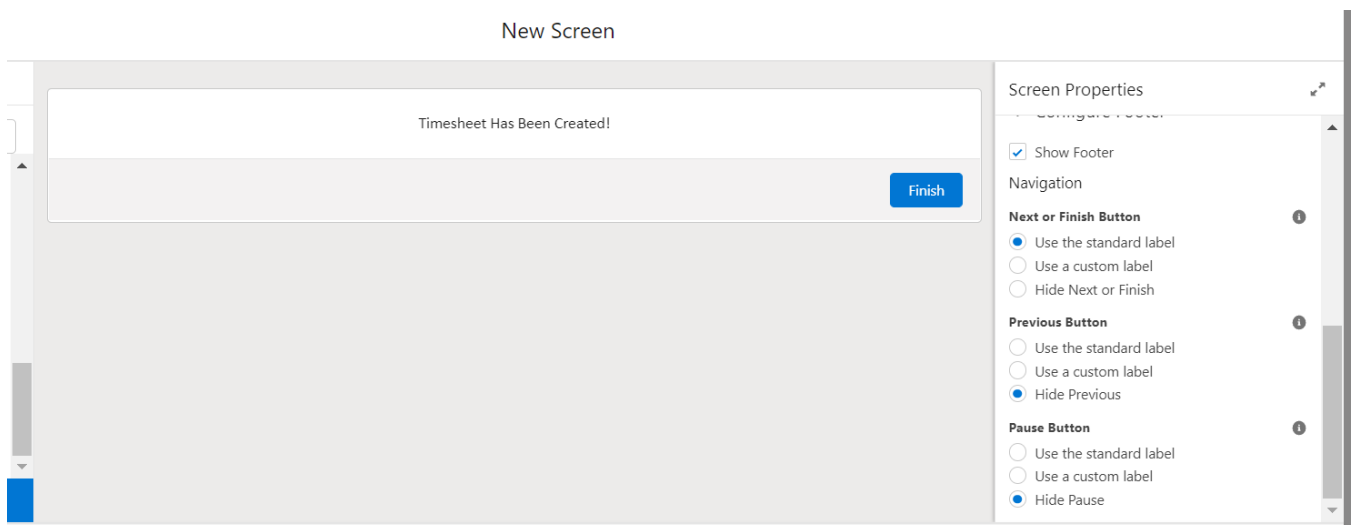 New Screen
Timesheet Has Been Created!
Finish
Screen Properties
Configure Footer
Show Footer
Navigation
Next or Finish Button
Use the standard label
Use a custom label
Hide Next or Finish
Previous Button
Use the standard label
Use a custom label
Hide Previous
Pause Button
Use the standard label
Use a custom label
Hide Pause